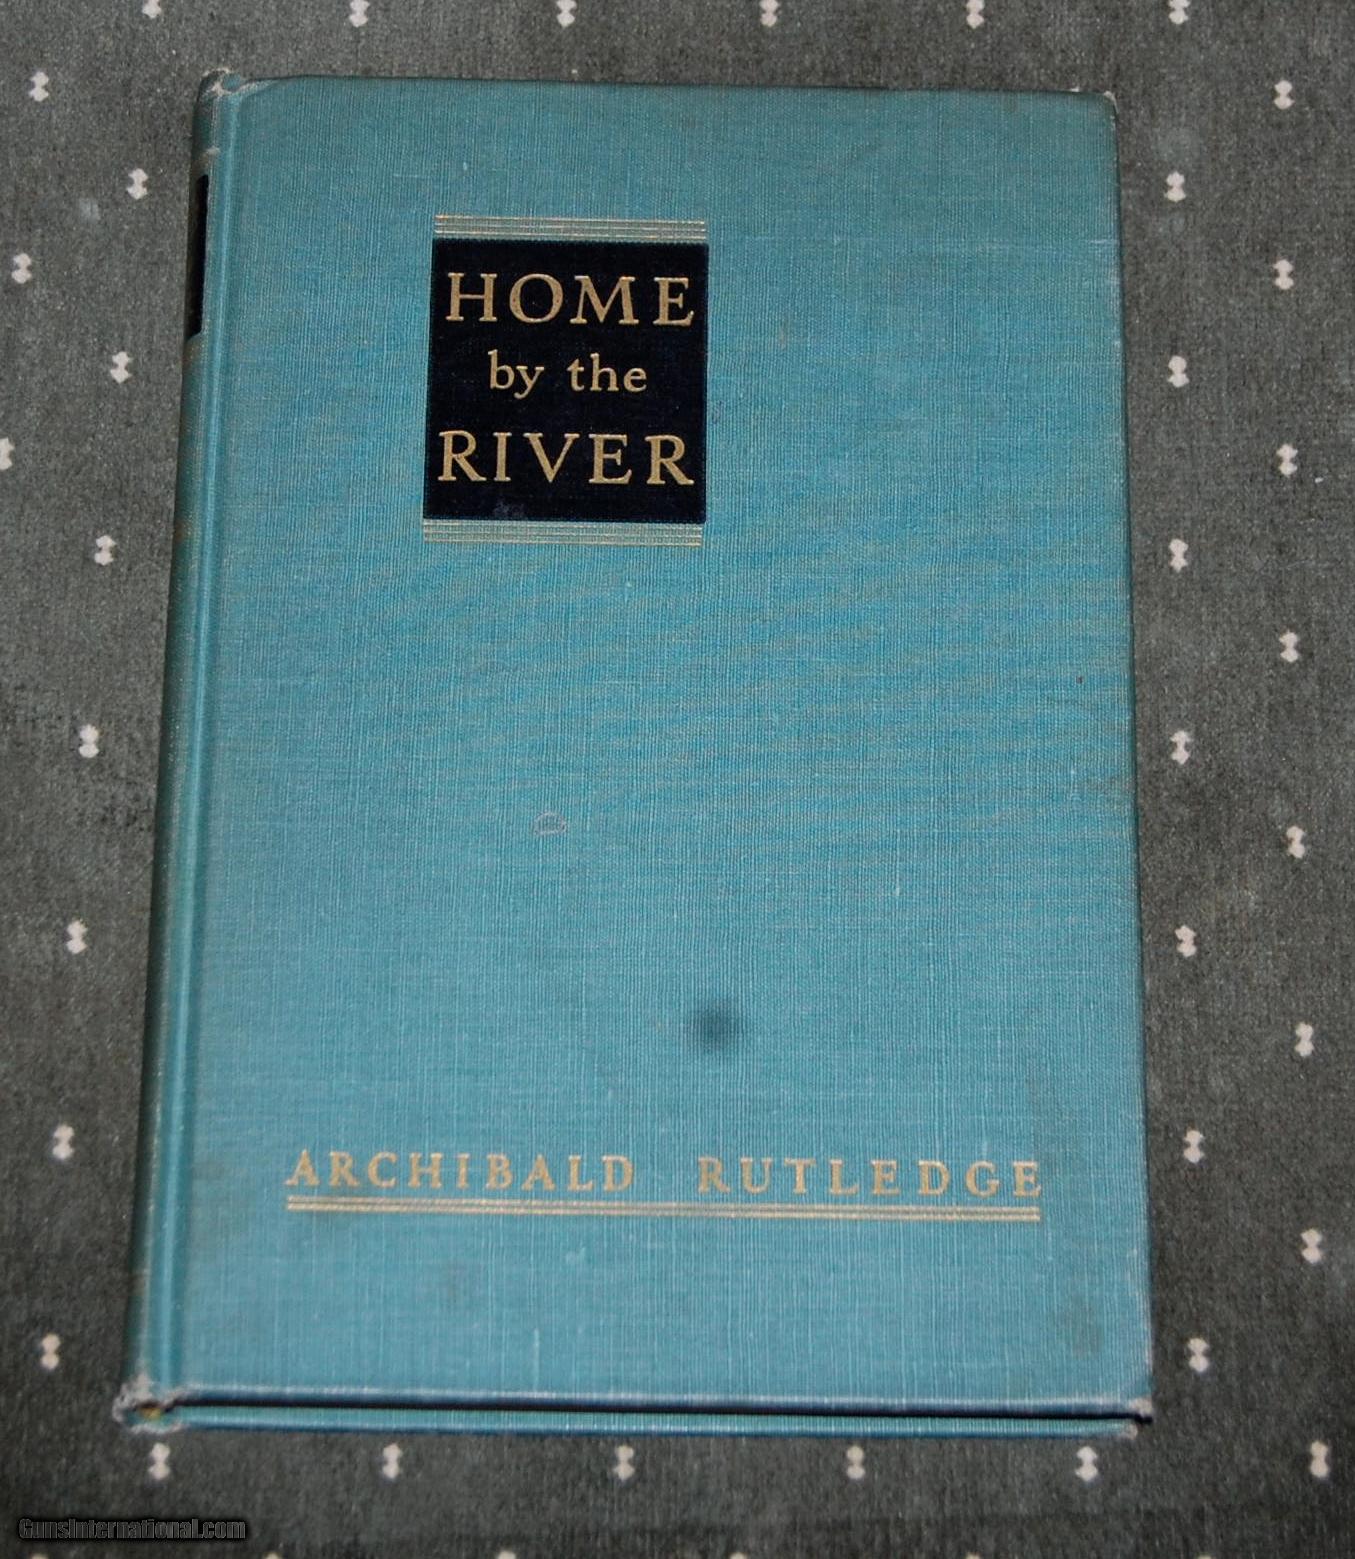 HOME
by the
RIVER
ARCHIBALD RUTLEDGE
GunsInternational.com